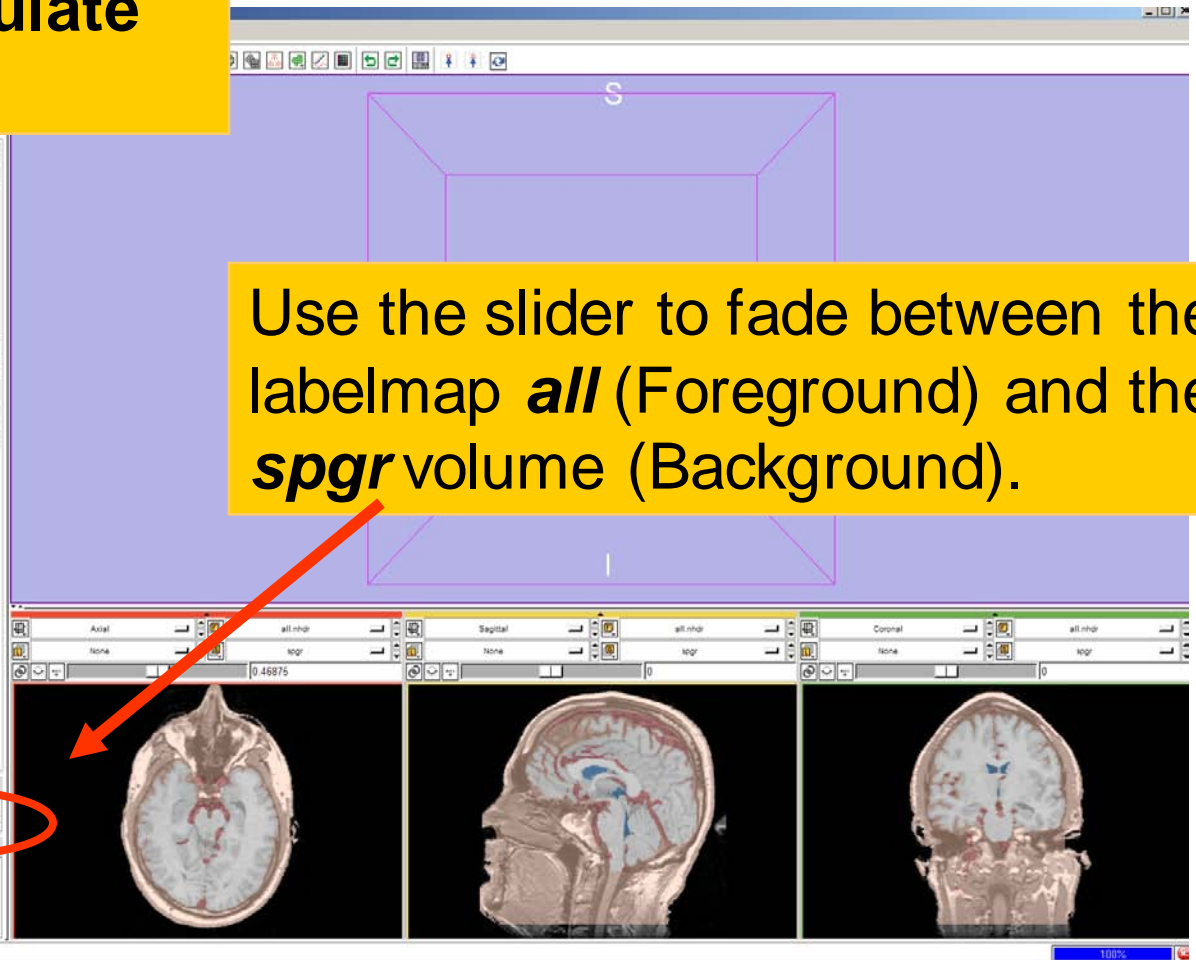 ulate
S
Use the slider to fade between the
labelmap all (Foreground) and the
spgr volume (Background).
I
Axial all.nhdr Sagittal all.nhdr Coronal all.nhdr
None spgr None spgr None spgr
0.46875 0 0
100%